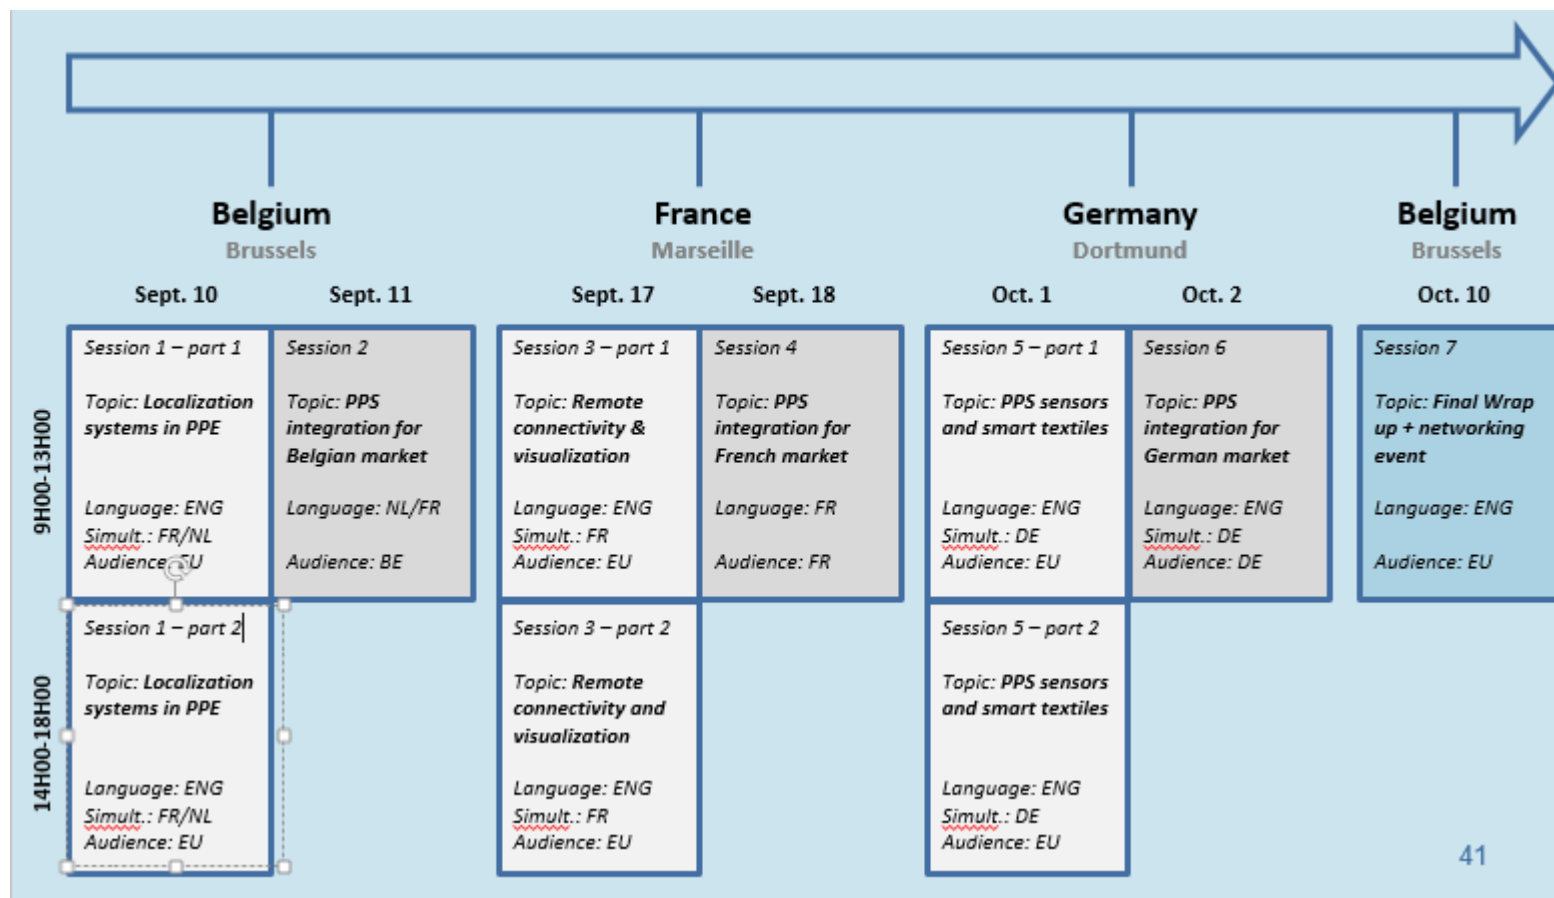 Belgium
Brussels
Sept. 10
Sept. 11
France
Marseille
Sept. 17
Sept. 18
Germany
Dortmund
Oct. 1
Oct. 2
Belgium
Brussels
Oct. 10
9H00-13H00
Session 1 – part 1
Topic: Localization
systems in PPE
Language: ENG
Simult.: FR/NL
Audience: EU
Session 2
Topic: PPS
integration for
Belgian market
Language: NL/FR
Audience: BE
Session 3 – part 1
Topic: Remote
connectivity &
visualization
Language: ENG
Simult.: FR
Audience: EU
Session 4
Topic: PPS
integration for
French market
Language: FR
Audience: FR
Session 5 – part 1
Topic: PPS sensors
and smart textiles
Language: ENG
Simult.: DE
Audience: EU
Session 6
Topic: PPS
integration for
German market
Language: ENG
Simult.: DE
Audience: DE
Session 7
Topic: Final Wrap
up + networking
event
Language: ENG
Audience: EU
14H00-18H00
Session 1 – part 2
Topic: Localization
systems in PPE
Language: ENG
Simult.: FR/NL
Audience: EU
Session 3 – part 2
Topic: Remote
connectivity and
visualization
Language: ENG
Simult.: FR
Audience: EU
Session 5 – part 2
Topic: PPS sensors
and smart textiles
Language: ENG
Simult.: DE
Audience: EU
41